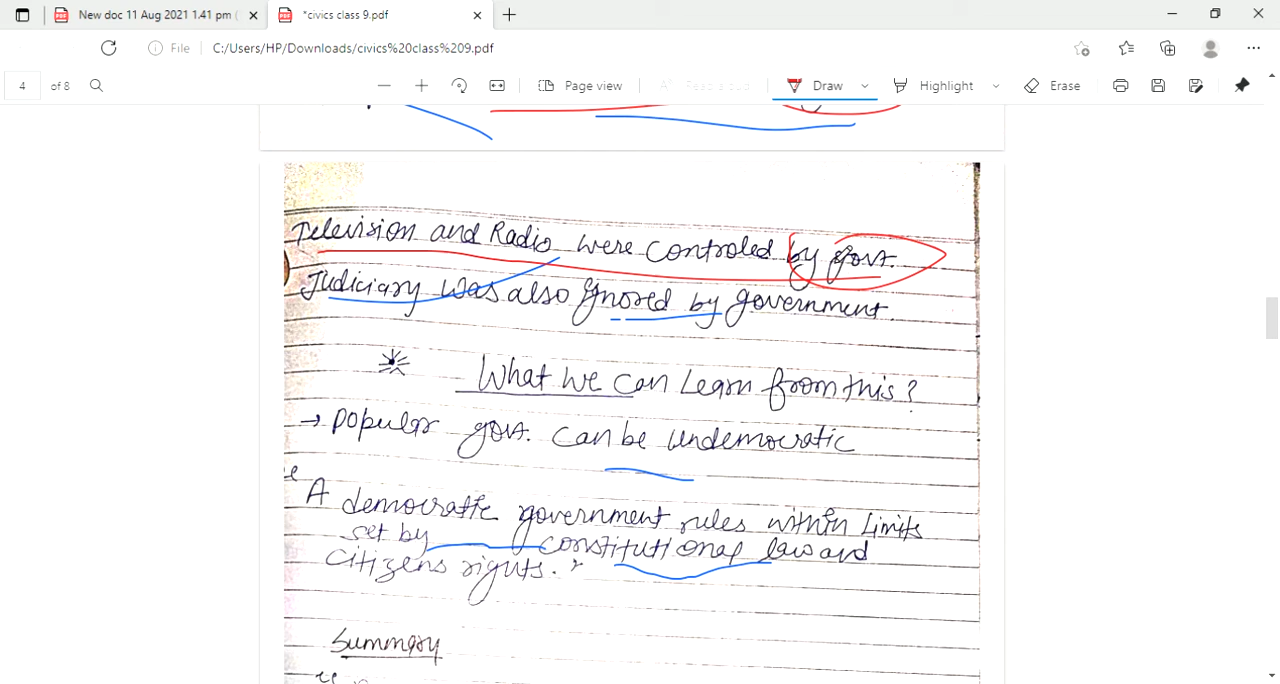 New doc 11 Aug 2021 1.41 pm (
*civics class 9.pdf
File
C:/Users/HP/Downloads/civics%20class%209.pdf
4 of 8
Page view
Draw
Highlight
Erase
Television and Radio were controled by govt.
Judiciary was also ignored by government.
What we can Learn from this?
→ Popular govt. can be undemocratic
A democratic government rules within limits
set by constitutional law and
citizens rights.
Summary